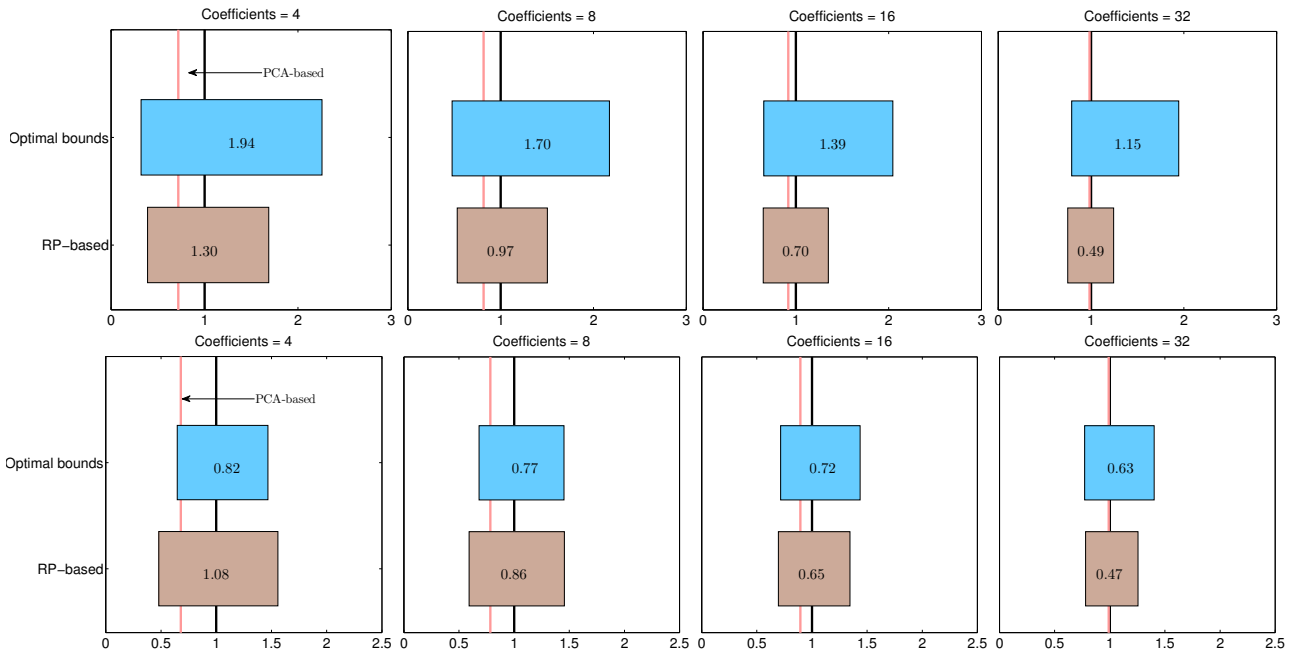 Coefficients = 4
Coefficients = 8
Coefficients = 16
Coefficients = 32
PCA-based
Optimal bounds
1.94
1.70
1.39
1.15
RP-based
1.30
0.97
0.70
0.49
0 1 2 3
0 1 2 3
0 1 2 3
0 1 2 3
Coefficients = 4
Coefficients = 8
Coefficients = 16
Coefficients = 32
PCA-based
Optimal bounds
0.82
0.77
0.72
0.63
RP-based
1.08
0.86
0.65
0.47
0 0.5 1 1.5 2 2.5
0 0.5 1 1.5 2 2.5
0 0.5 1 1.5 2 2.5
0 0.5 1 1.5 2 2.5